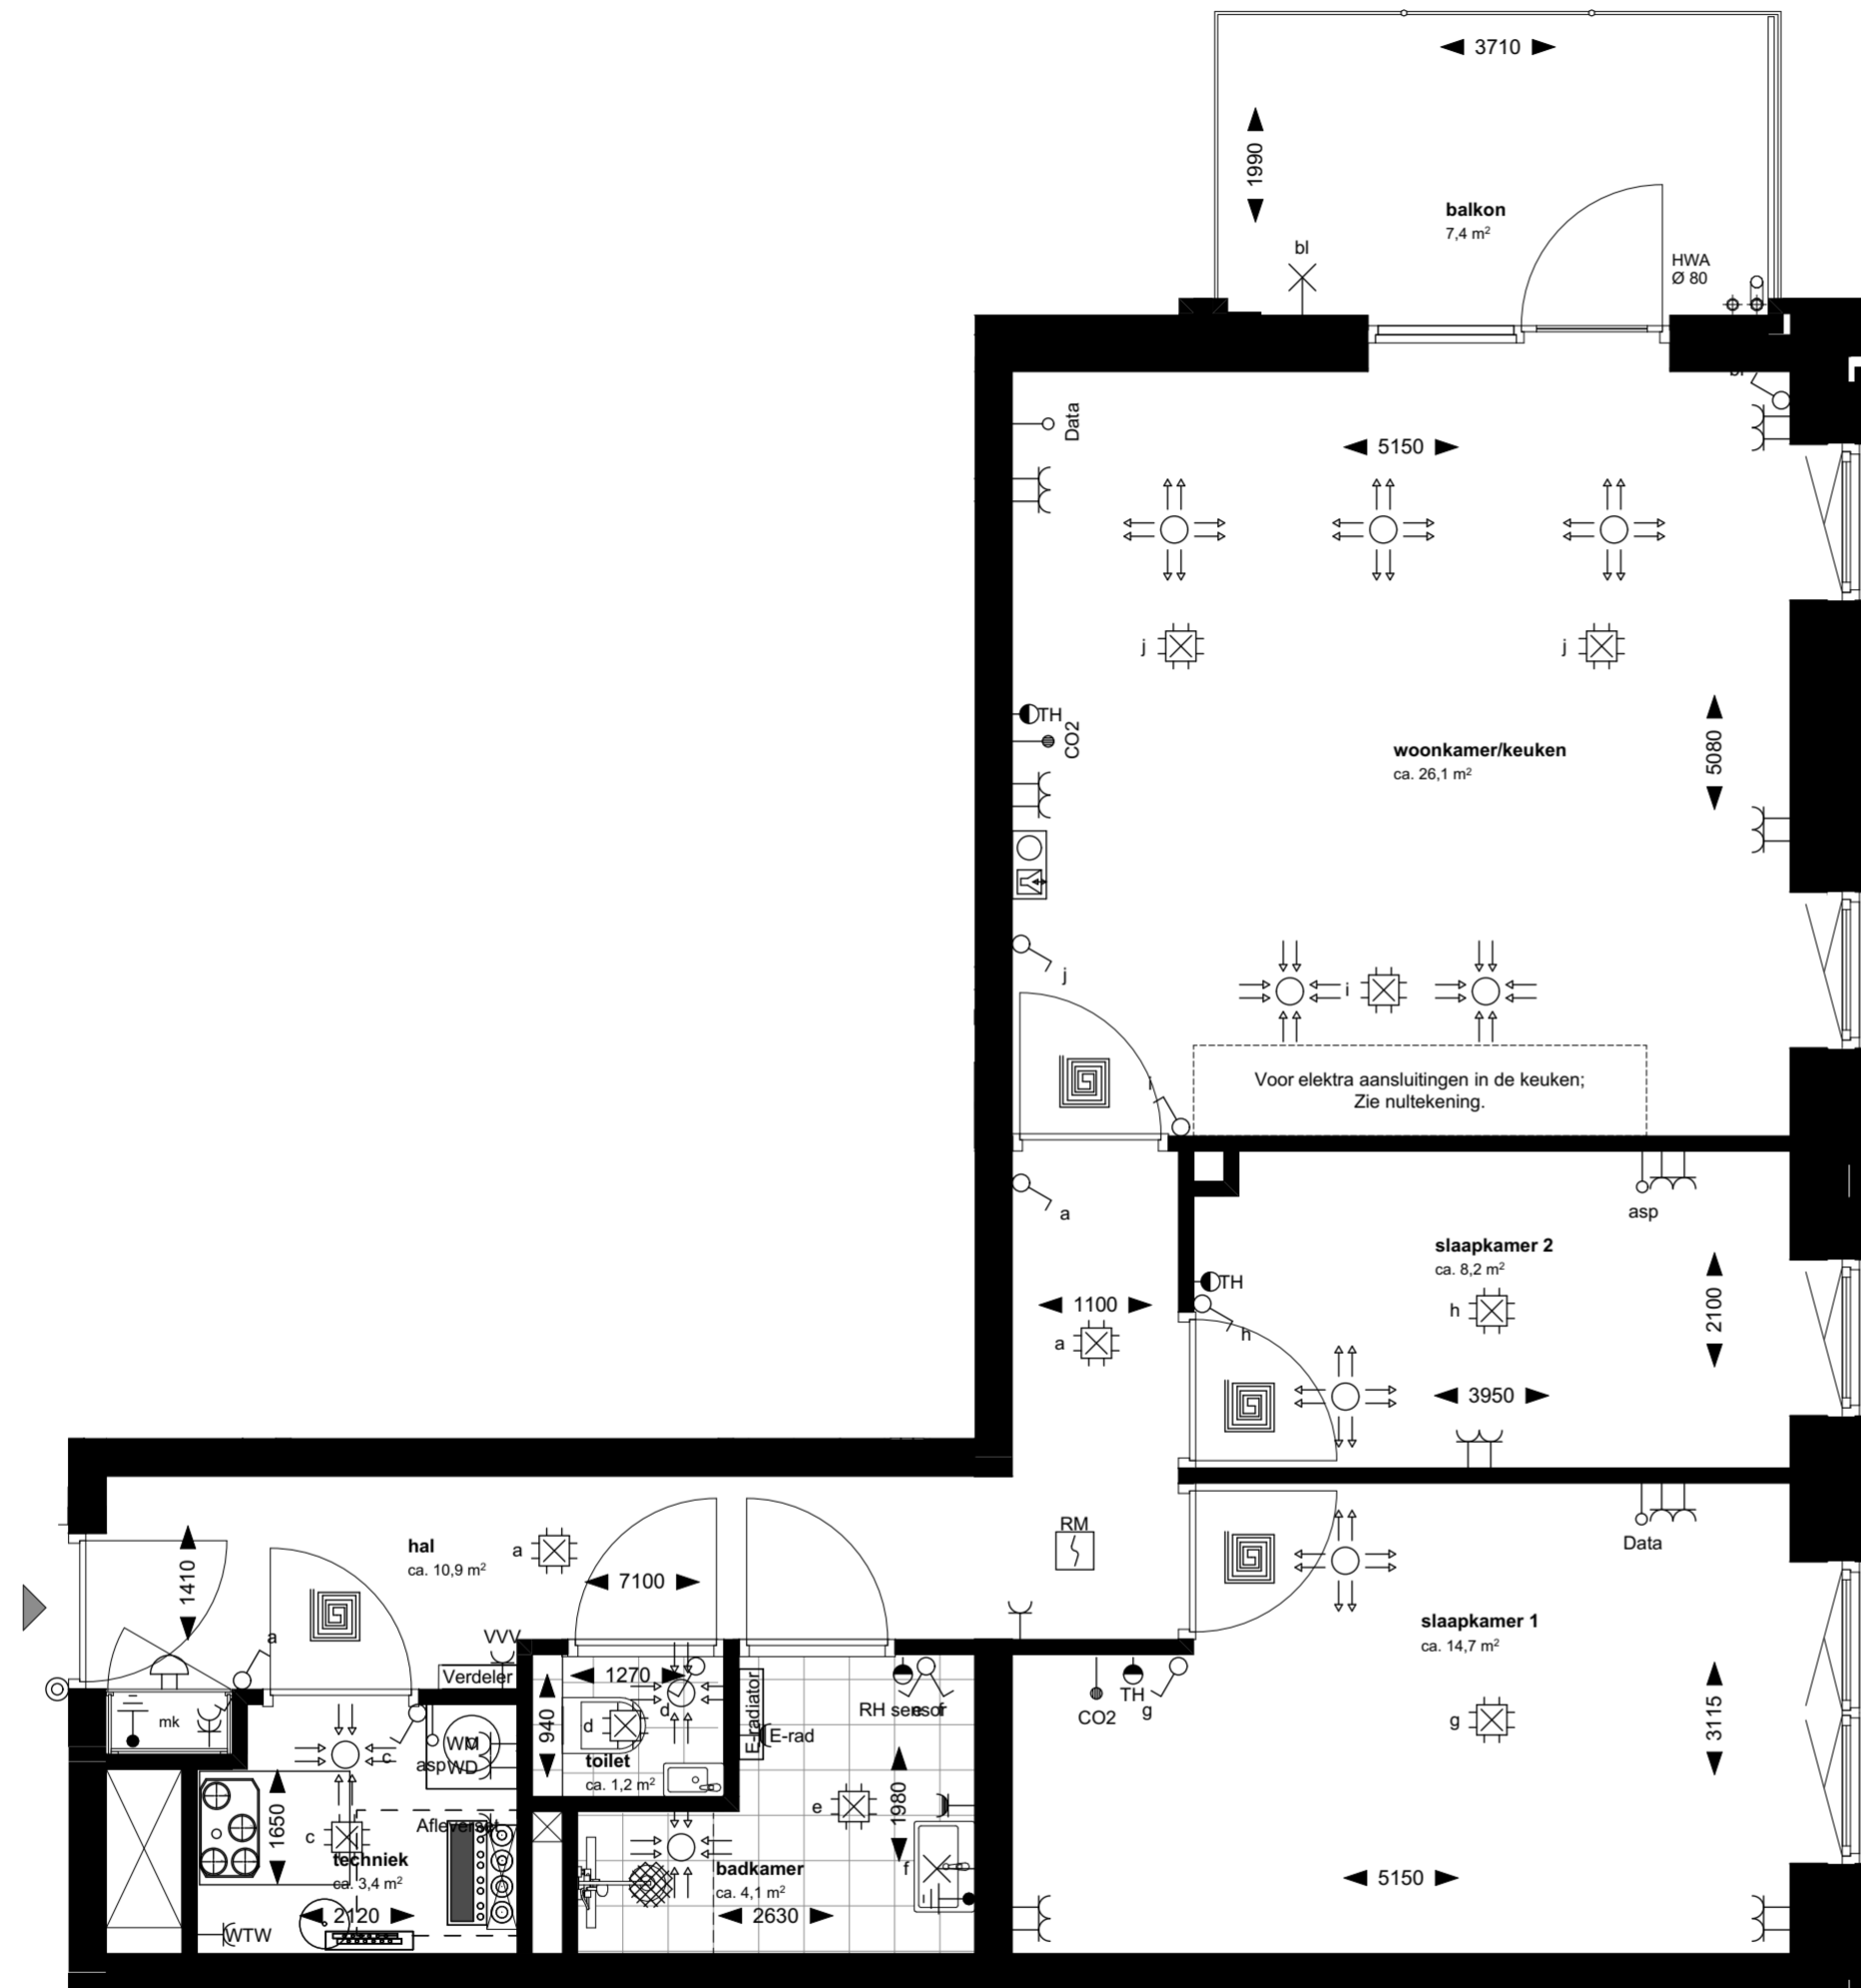 3710
1990
balkon
7,4 m²
bl
HWA
Ø 80
bl
Data
5150
j
j
TH
CO2
woonkamer/keuken
ca. 26,1 m²
5080
j
i
i
Voor elektra aansluitingen in de keuken;
Zie nultekening.
a
asp
slaapkamer 2
ca. 8,2 m²
TH
h
h
1100
a
2100
3950
RM
Data
hal
ca. 10,9 m²
a
7100
1410
slaapkamer 1
ca. 14,7 m²
a
VVV
Verdeler
1270
d
940
d
toilet
ca. 1,2 m²
E-radiator
E-rad
RH sensor
e
f
CO2
TH
g
g
3115
mk
c
asp
WM
WD
1650
c
Afleverset
techniek
ca. 3,4 m²
2120
WTW
e
1980
badkamer
ca. 4,1 m²
2630
f
5150